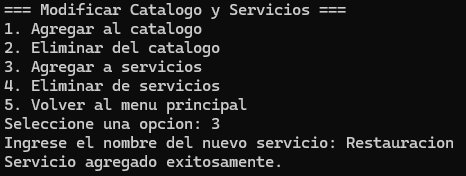 === Modificar Catalogo y Servicios ===
1. Agregar al catalogo
2. Eliminar del catalogo
3. Agregar a servicios
4. Eliminar de servicios
5. Volver al menu principal
Seleccione una opcion: 3
Ingrese el nombre del nuevo servicio: Restauracion
Servicio agregado exitosamente.